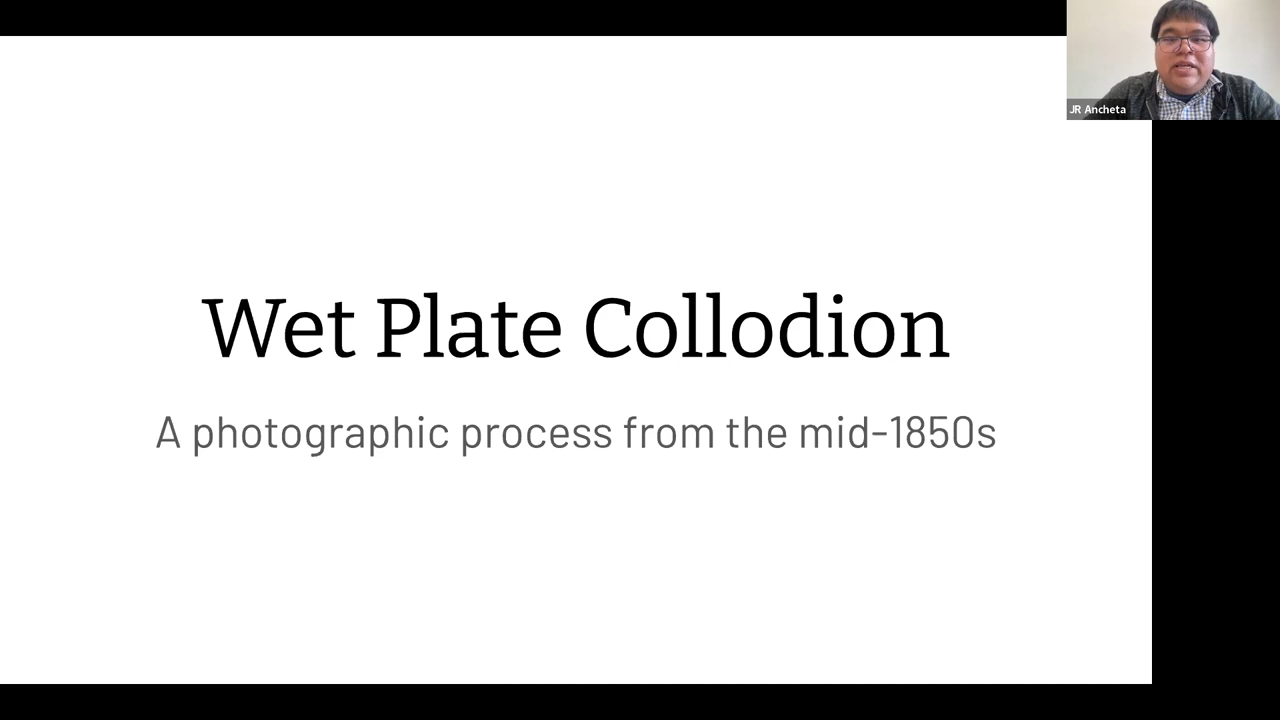 JR Ancheta
Wet Plate Collodion
A photographic process from the mid-1850s